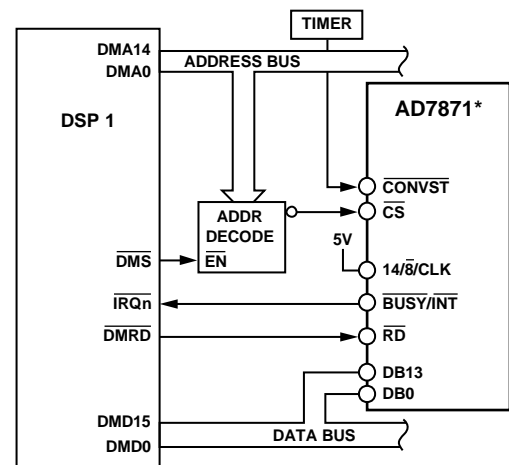 TIMER
DMA14
DMA0
ADDRESS BUS
DSP 1
AD7871*
CONVST
CS
ADDR
DECODE
EN
5V
14/8/CLK
DMS
IRQn
BUSY/INT
DMRD
RD
DB13
DB0
DMD15
DMD0
DATA BUS